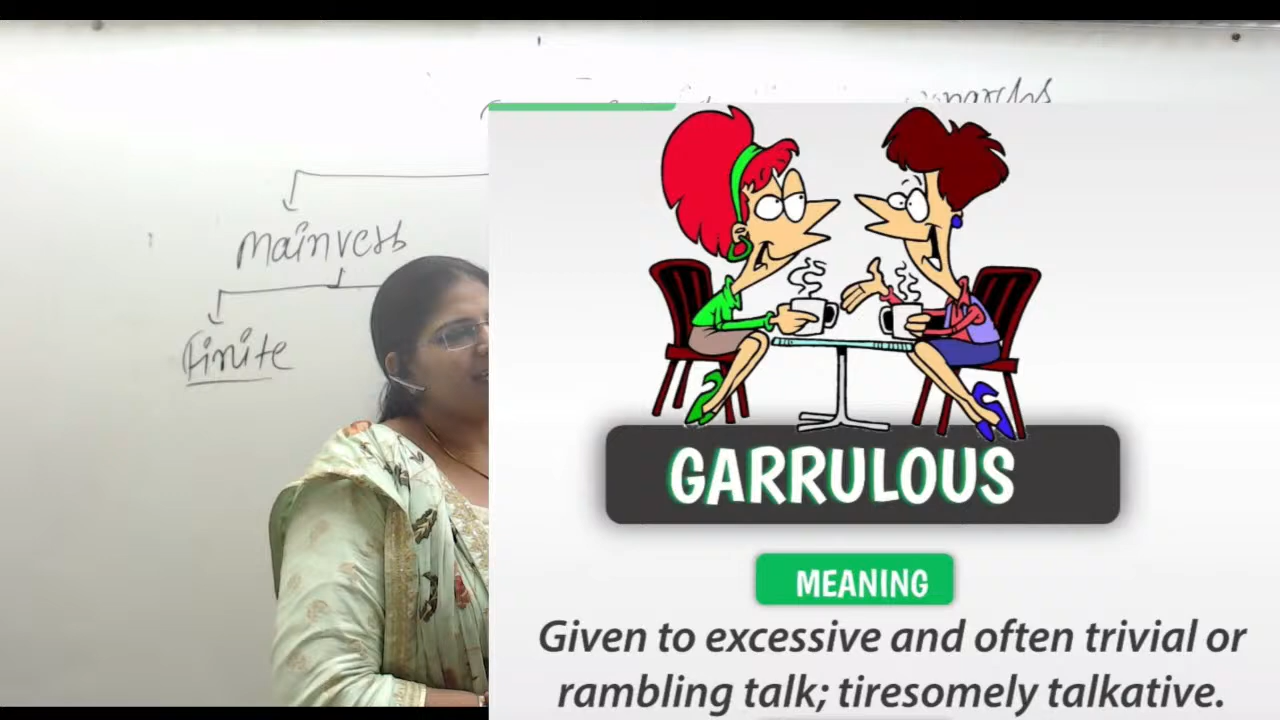 mainverb
finite
GARRULOUS
MEANING
Given to excessive and often trivial or
rambling talk; tiresomely talkative.